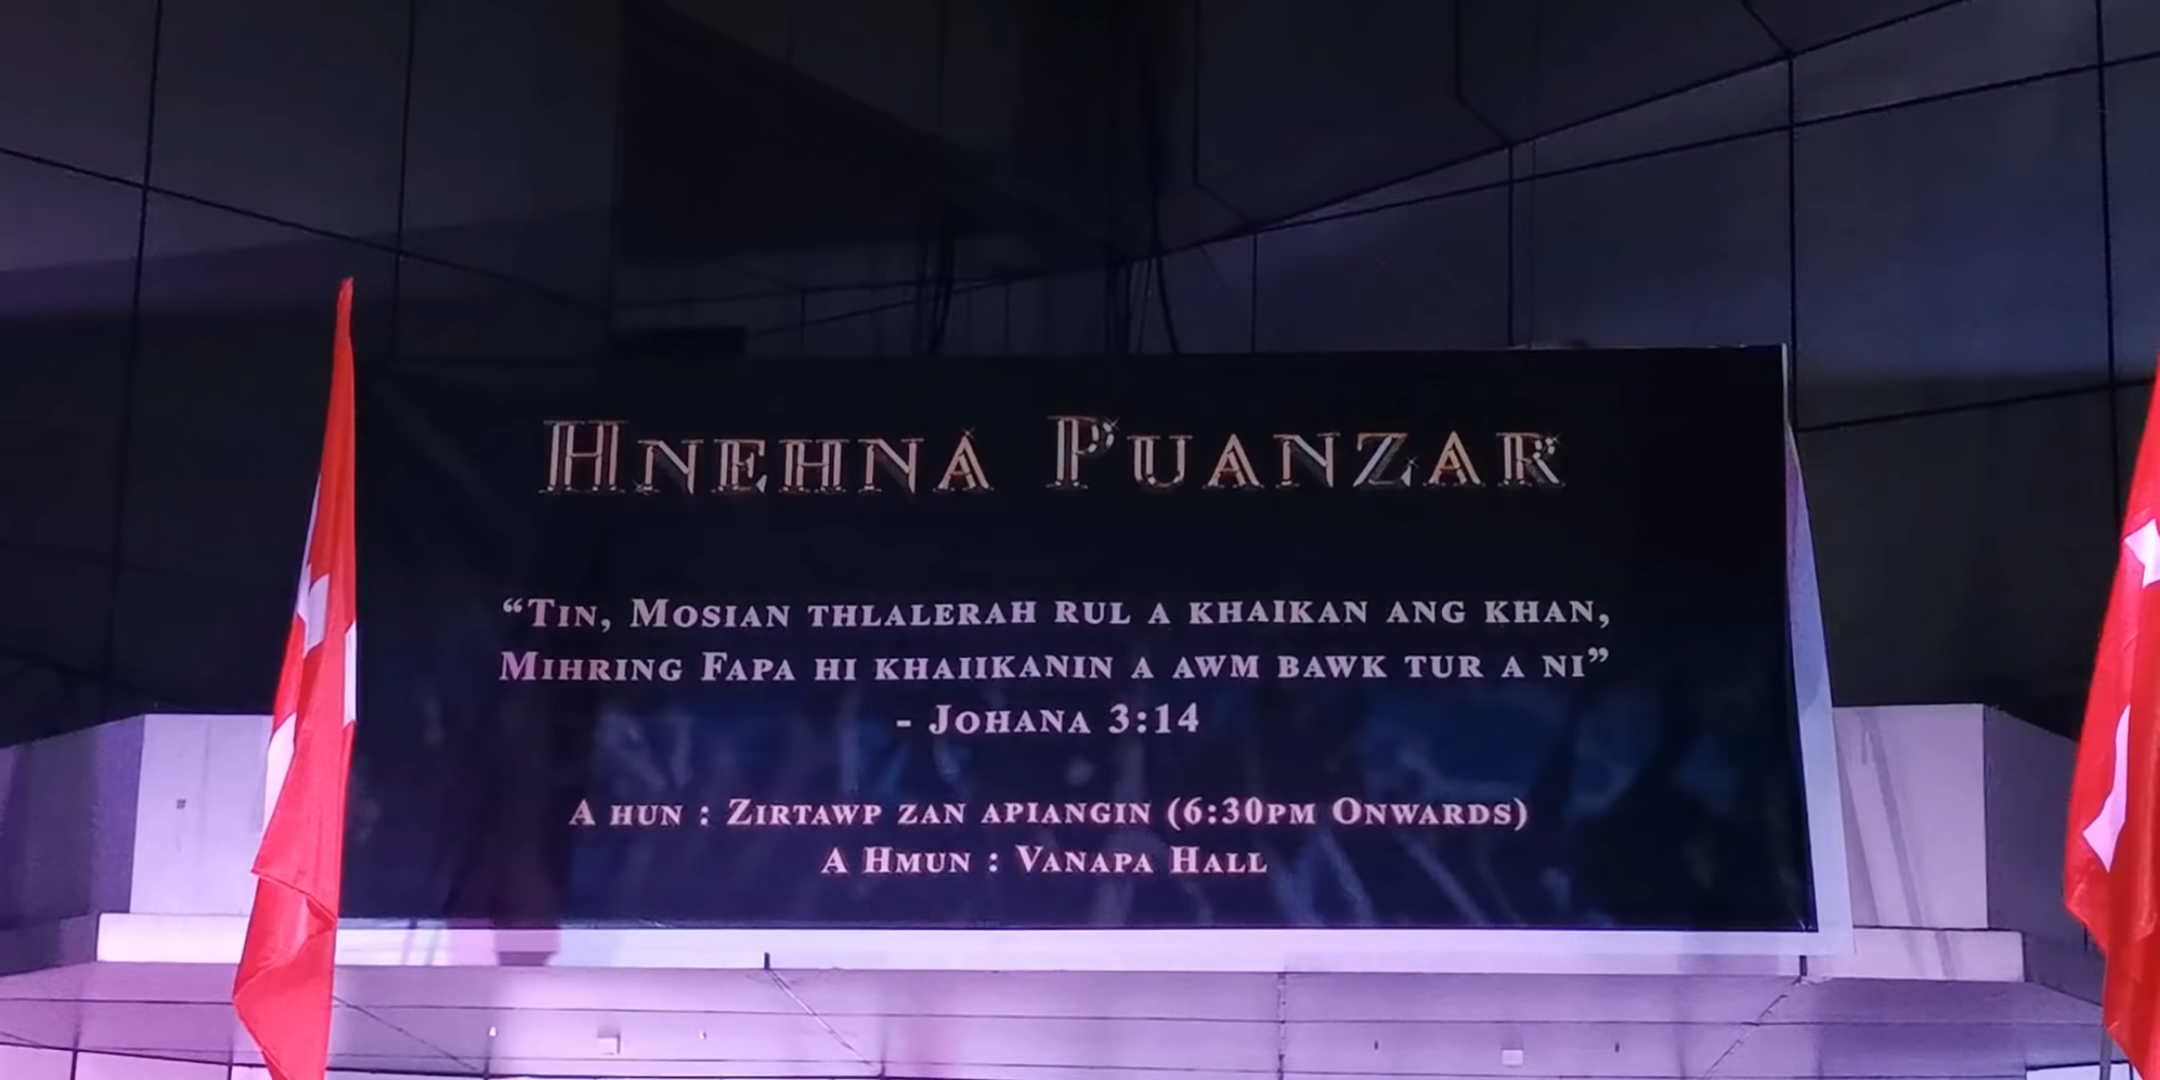 Hnehna Puanzar
“Tin, Mosian thlalerah rul a khaikan ang khan,
Mihring Fapa hi khaiikanin a awm bawk tur a ni”
- Johana 3:14
A hun : Zirtawp zan apiangin (6:30pm Onwards)
A Hmun : Vanapa Hall